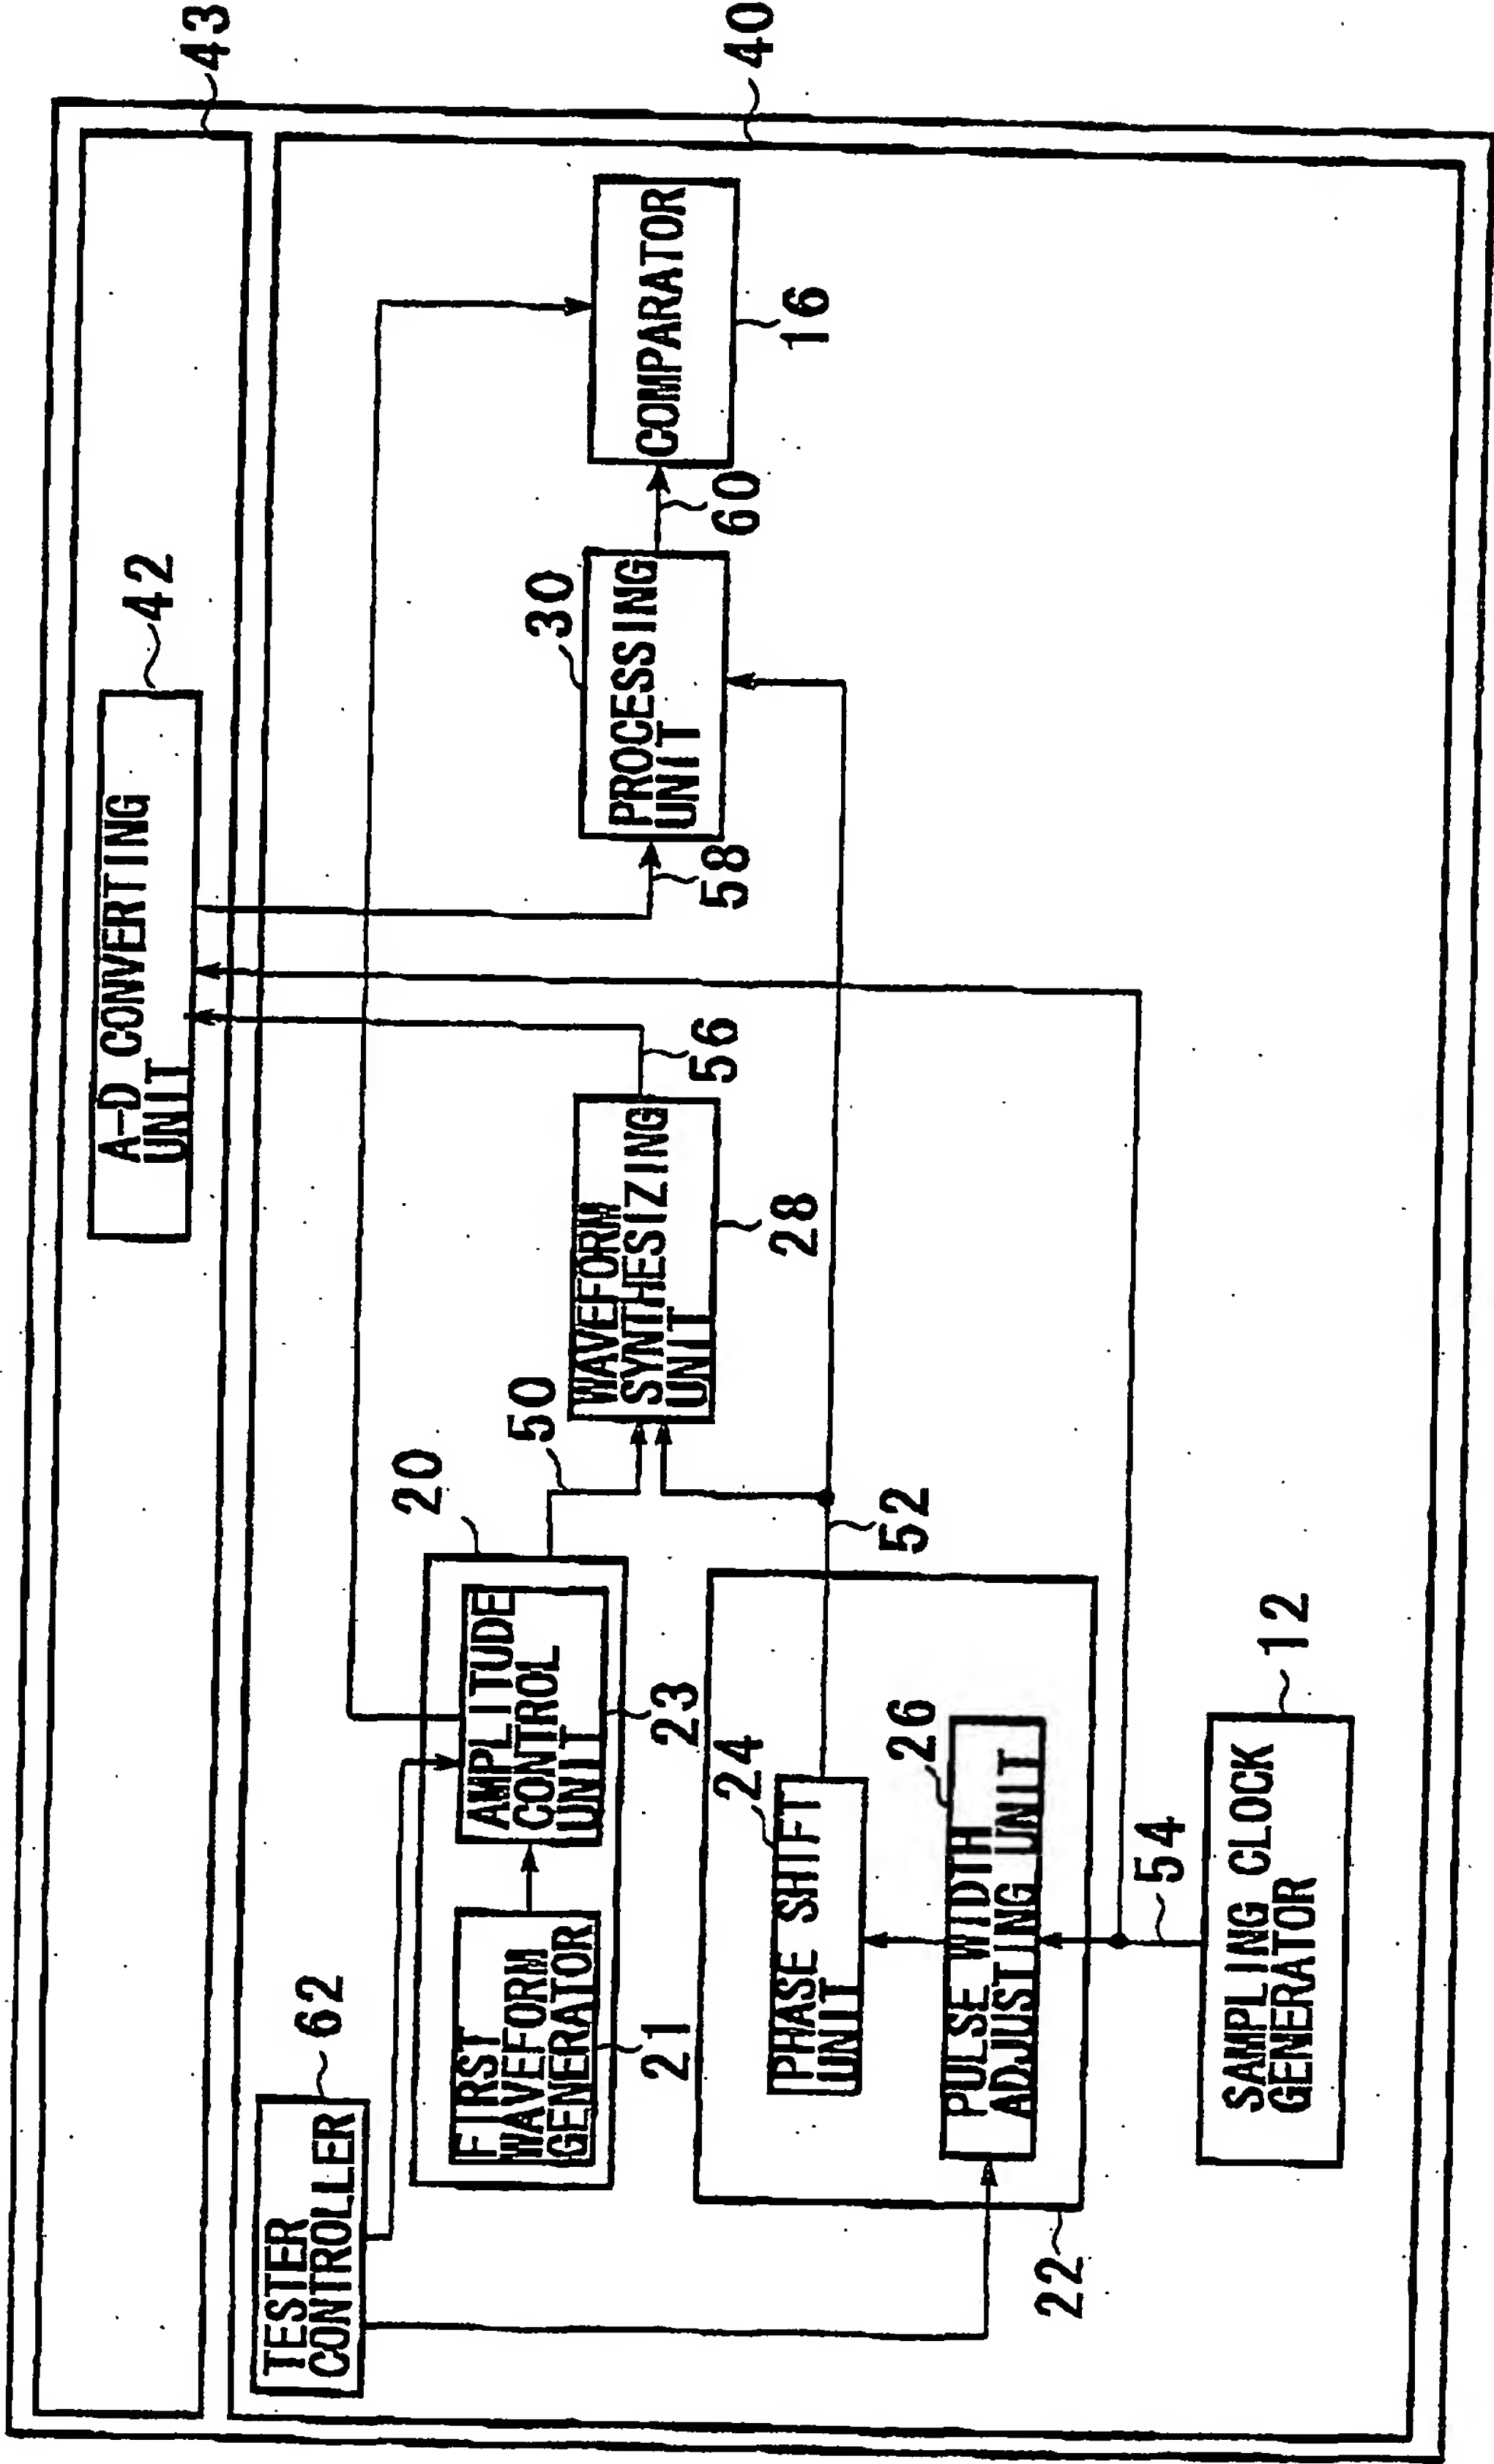 43
40
A-D CONVERTING
UNIT
42
TESTER
CONTROLLER
62
20
FIRST
WAVEFORM
GENERATOR
21
AMPLITUDE
CONTROL
UNIT
23
50
WAVEFORM
SYNTHESIZING
UNIT
28
56
58
PROCESSING
UNIT
30
60
COMPARATOR
16
22
PHASE SHIFT
UNIT
24
52
PULSE WIDTH
ADJUSTING UNIT
26
54
SAMPLING CLOCK
GENERATOR
12